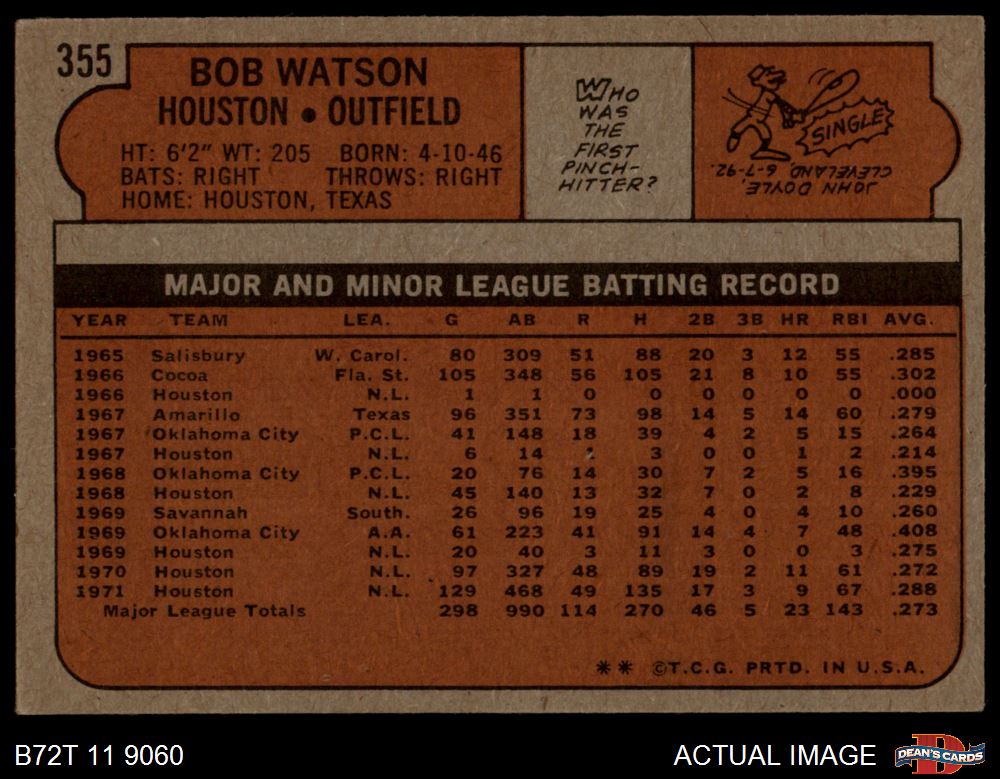 355
BOB WATSON
HOUSTON • OUTFIELD
HT: 6'2" WT: 205 BORN: 4-10-46
BATS: RIGHT THROWS: RIGHT
HOME: HOUSTON, TEXAS
WHO
WAS
THE
FIRST
PINCH-
HITTER?
SINGLE
JOHN DOYLE,
CLEVELAND, 6-7-'92.
MAJOR AND MINOR LEAGUE BATTING RECORD
YEAR TEAM LEA. G AB R H 2B 3B HR RBI AVG.
1965 Salisbury W. Carol. 80 309 51 88 20 3 12 55 .285
1966 Cocoa Fla. St. 105 348 56 105 21 8 10 55 .302
1966 Houston N.L. 1 1 0 0 0 0 0 0 .000
1967 Amarillo Texas 96 351 73 98 14 5 14 60 .279
1967 Oklahoma City P.C.L. 41 148 18 39 4 2 5 15 .264
1967 Houston N.L. 6 14 3 0 0 1 2 .214
1968 Oklahoma City P.C.L. 20 76 14 30 7 2 5 16 .395
1968 Houston N.L. 45 140 13 32 7 0 2 8 .229
1969 Savannah South. 26 96 19 25 4 0 4 10 .260
1969 Oklahoma City A.A. 61 223 41 91 14 4 7 48 .408
1969 Houston N.L. 20 40 3 11 3 0 0 3 .275
1970 Houston N.L. 97 327 48 89 19 2 11 61 .272
1971 Houston N.L. 129 468 49 135 17 3 9 67 .288
Major League Totals 298 990 114 270 46 5 23 143 .273
** ©T.C.G. PRTD. IN U.S.A.
B72T 11 9060
ACTUAL IMAGE
DEAN'S CARDS